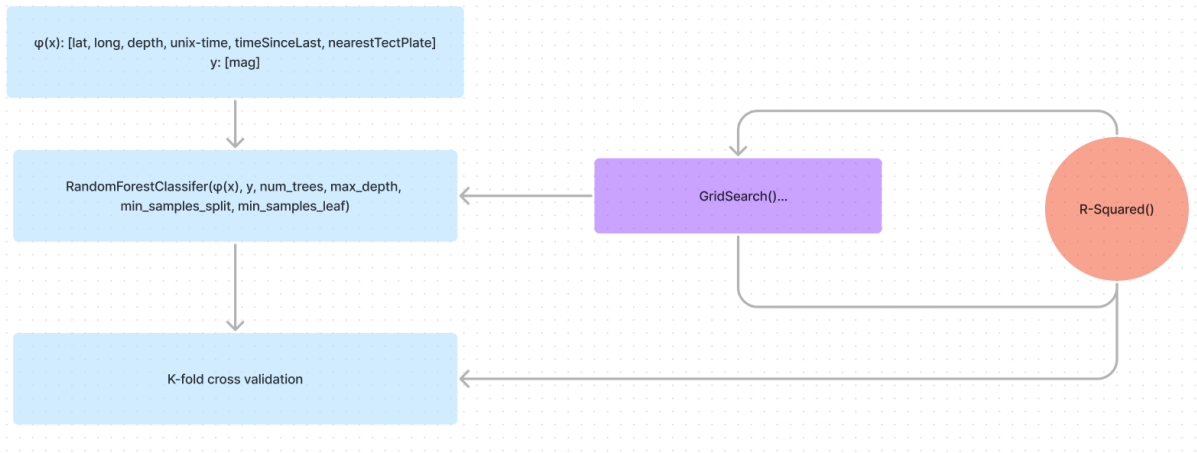 φ(x): [lat, long, depth, unix-time, timeSinceLast, nearestTectPlate]
y: [mag]
RandomForestClassifer(φ(x), y, num_trees, max_depth,
min_samples_split, min_samples_leaf)
GridSearch()...
R-Squared()
K-fold cross validation